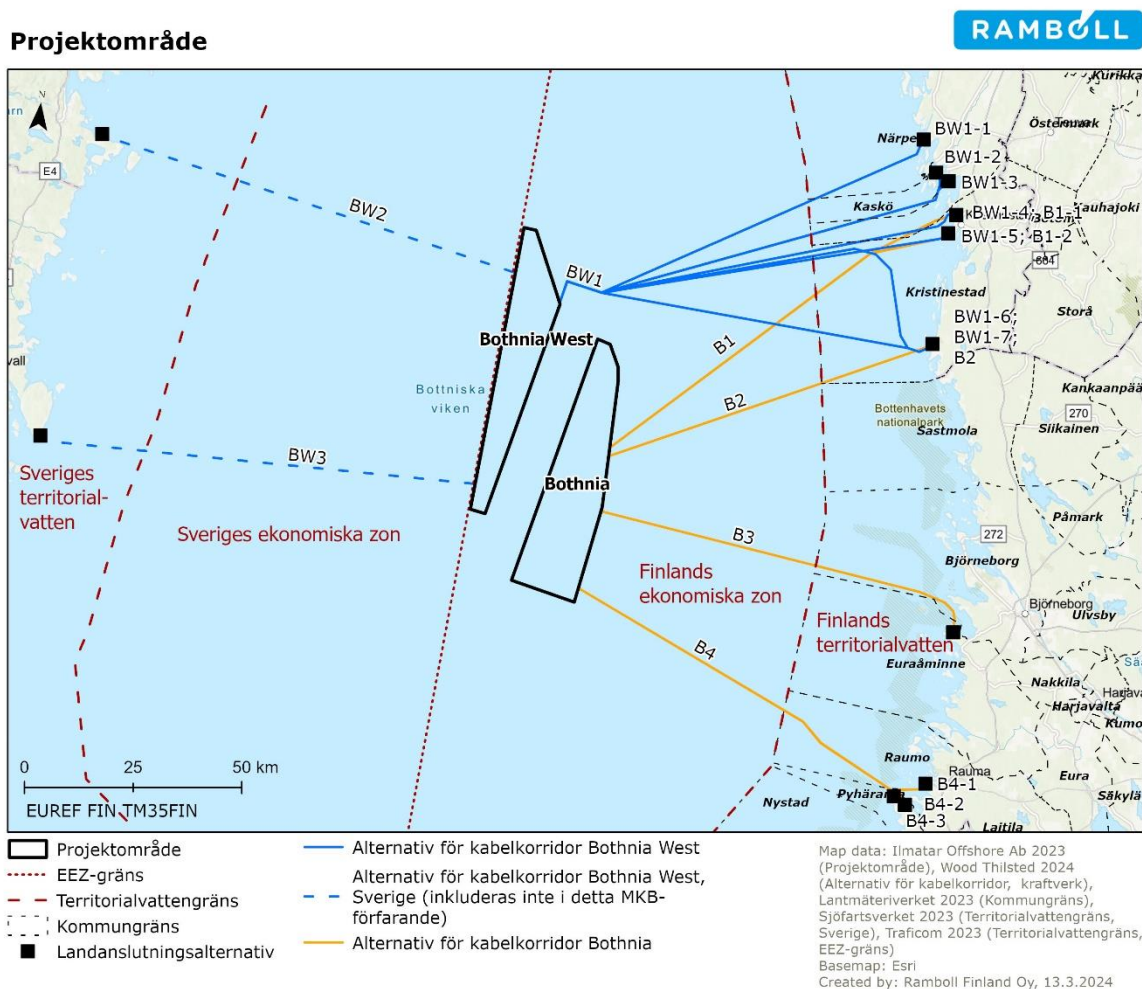 Projektområde
RAMBOLL
N
E4
BW2
BW3
BW1
B1
B2
B3
B4
Bothnia West
Bothnia
Bottniska
viken
Sveriges
territorial-
vatten
Sveriges ekonomiska zon
Finlands
ekonomiska zon
Finlands
territorialvatten
Kurikka
Östermark
Närpe
BW1-1
BW1-2
BW1-3
Kaskö
BW1-4; B1-1
Kauhajoki
BW1-5; B1-2
664
Kristinestad
BW1-6;
BW1-7;
B2
Storå
Kankaanpää
270
Bottenhavets
nationalpark
Sastmola
Siikainen
Påmark
272
Björneborg
Björneborg
Ulvsby
Euraåminne
Nakkila
Harjavalta
Kumo
Raumo
Rauma
Eura
B4-1
Pyhäranta
B4-2
B4-3
Nystad
Säkylä
Laitila
0 25 50 km
EUREF FIN TM35FIN
Projektområde
EEZ-gräns
Territorialvattengräns
Kommungräns
Landanslutningsalternativ
Alternativ för kabelkorridor Bothnia West
Alternativ för kabelkorridor Bothnia West,
Sverige (inkluderas inte i detta MKB-
förfarande)
Alternativ för kabelkorridor Bothnia
Map data: Ilmatar Offshore Ab 2023
(Projektområde), Wood Thilsted 2024
(Alternativ för kabelkorridor, kraftverk),
Lantmäteriverket 2023 (Kommungräns),
Sjöfartsverket 2023 (Territorialvattengräns,
Sverige), Traficom 2023 (Territorialvattengräns,
EEZ-gräns)
Basemap: Esri
Created by: Ramboll Finland Oy, 13.3.2024